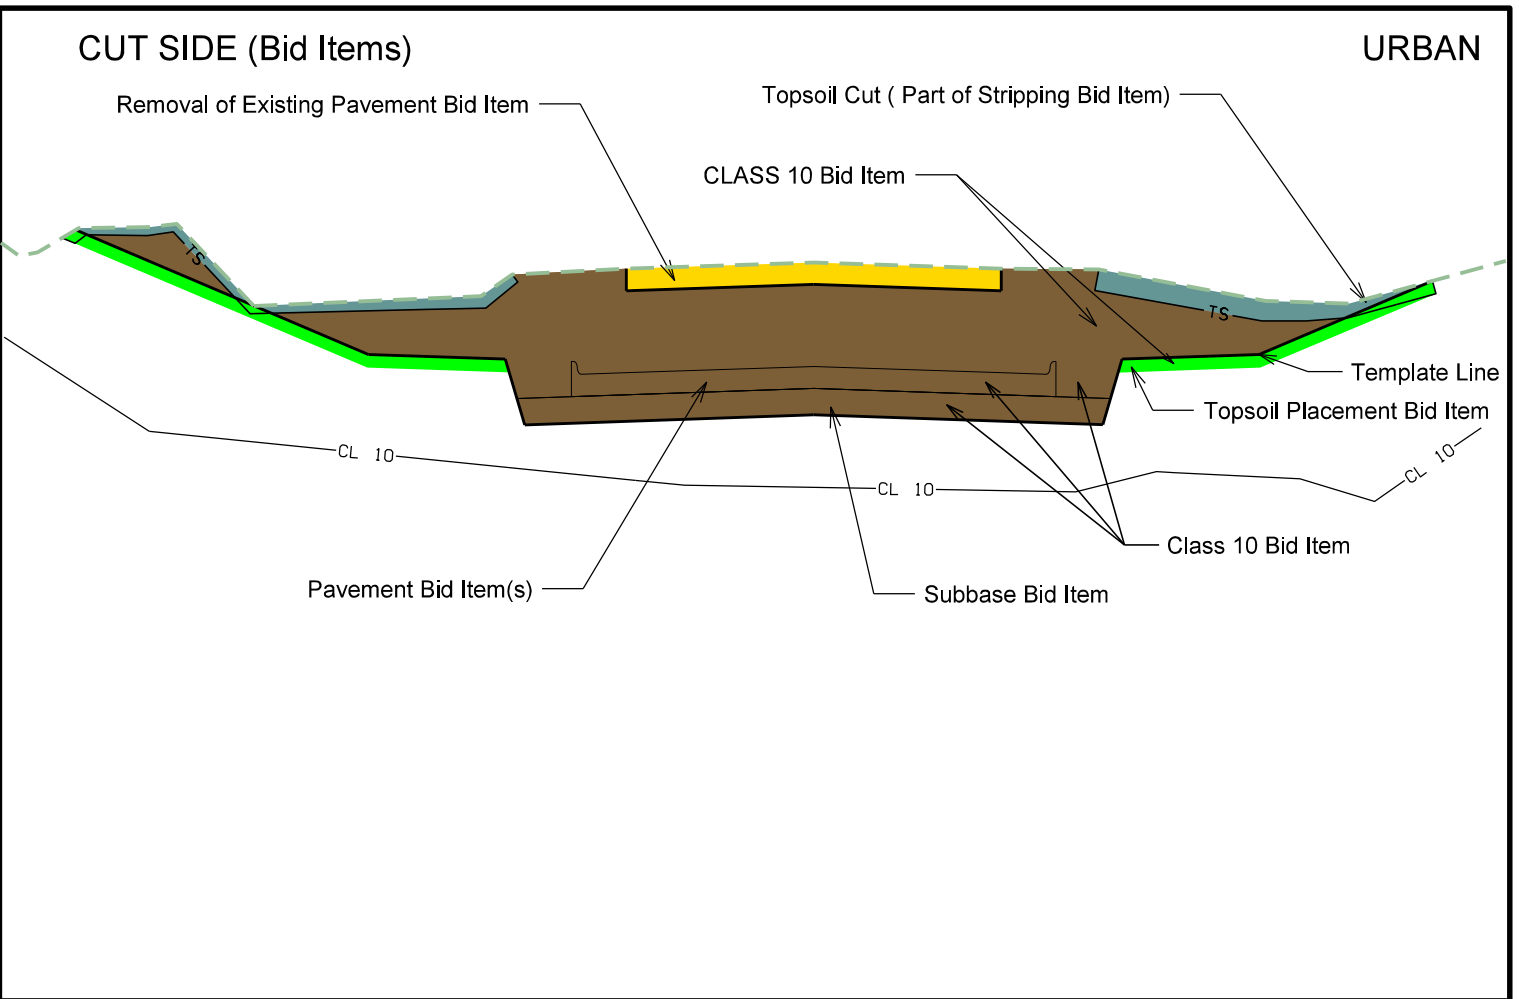 CUT SIDE (Bid Items)
URBAN
Removal of Existing Pavement Bid Item
Topsoil Cut ( Part of Stripping Bid Item)
CLASS 10 Bid Item
TS
TS
Template Line
Topsoil Placement Bid Item
CL 10
CL 10
CL 10
Class 10 Bid Item
Pavement Bid Item(s)
Subbase Bid Item